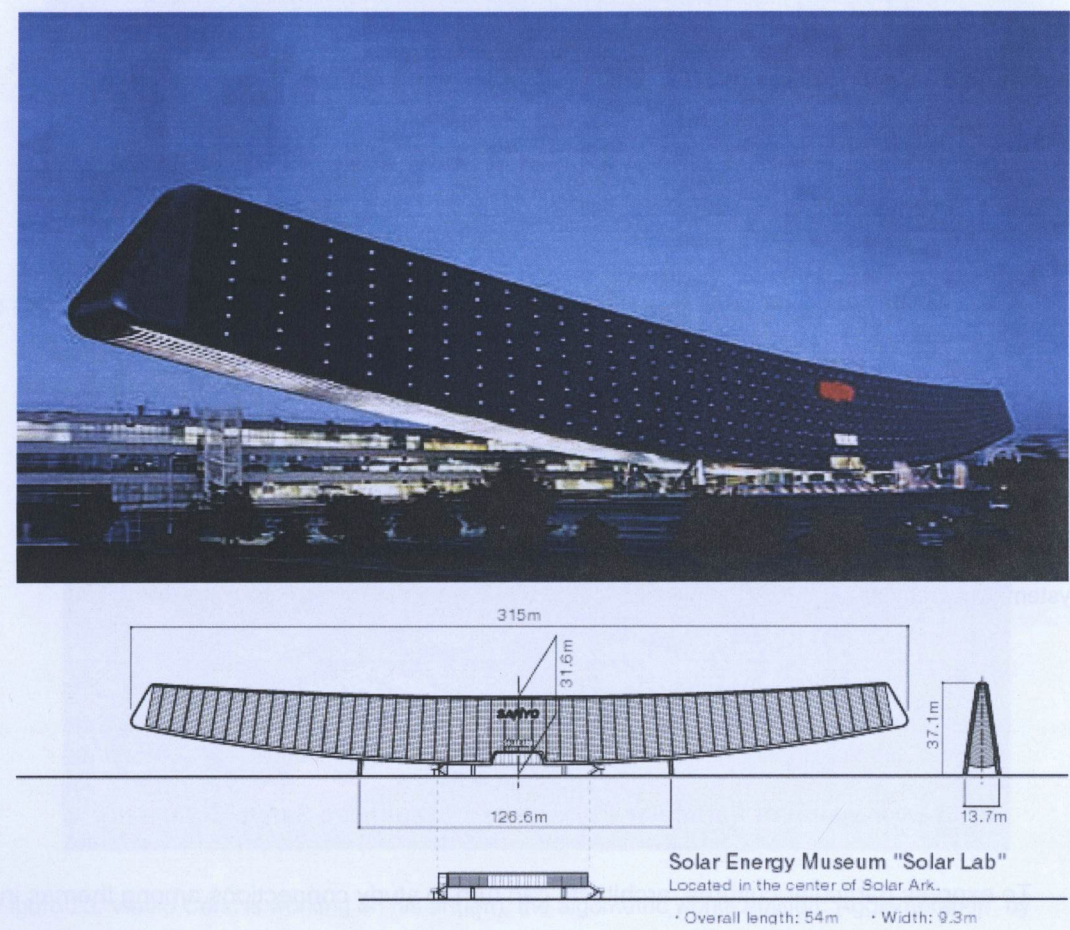 315m
31.6m
SANYO
37.1m
126.6m
13.7m
Solar Energy Museum "Solar Lab"
Located in the center of Solar Ark.
· Overall length: 54m · Width: 9.3m